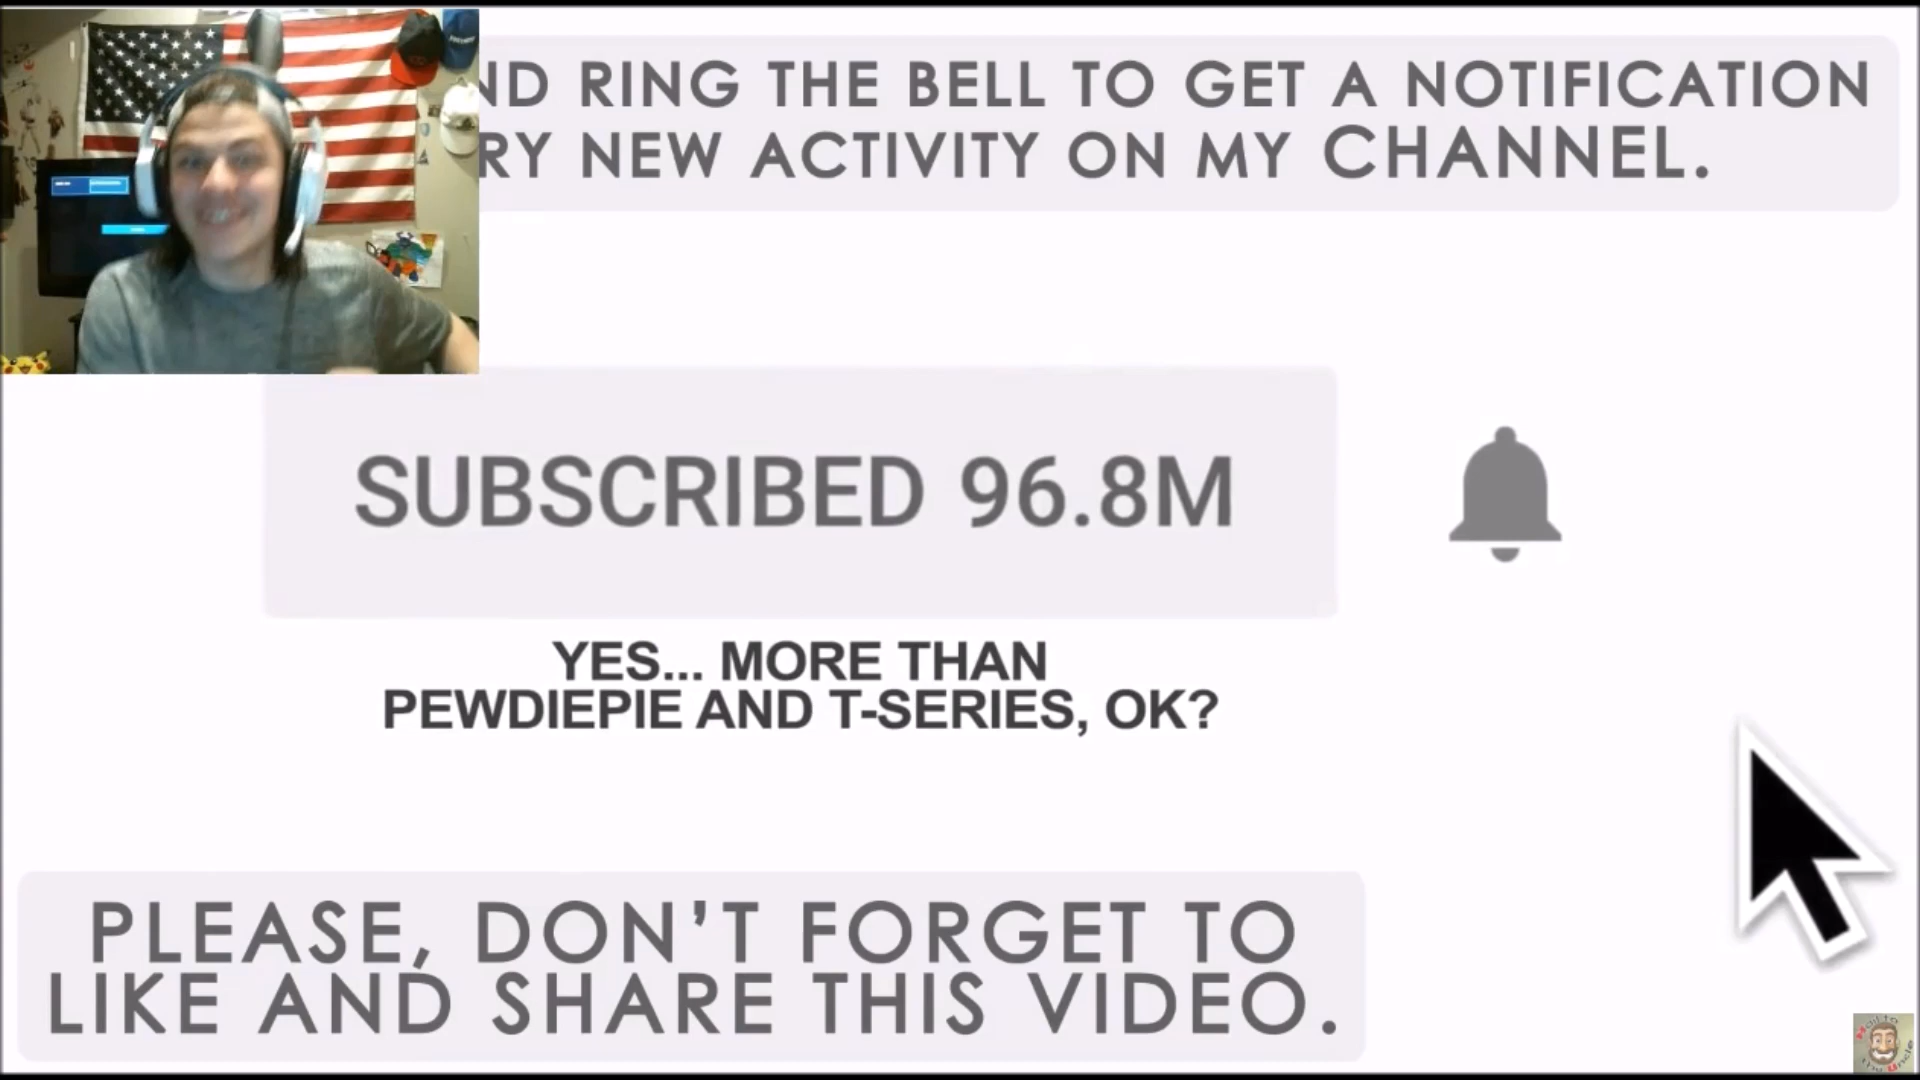 ND RING THE BELL TO GET A NOTIFICATION
RY NEW ACTIVITY ON MY CHANNEL.
SUBSCRIBED 96.8M
YES... MORE THAN
PEWDIEPIE AND T-SERIES, OK?
PLEASE, DON'T FORGET TO
LIKE AND SHARE THIS VIDEO.